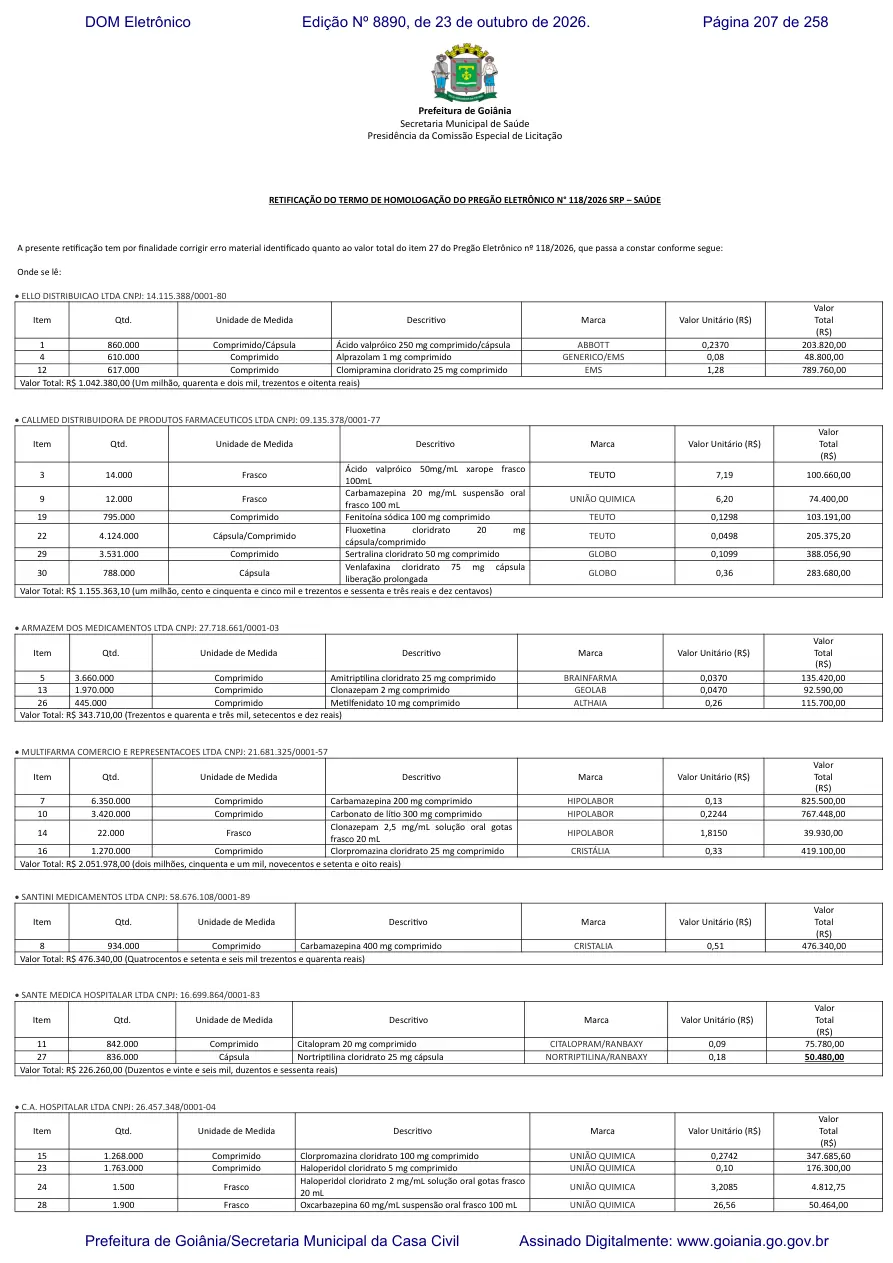 DOM Eletrônico Edição Nº 8890, de 23 de outubro de 2026. Página 207 de 258
Prefeitura de Goiânia
Secretaria Municipal de Saúde
Presidência da Comissão Especial de Licitação
RETIFICAÇÃO DO TERMO DE HOMOLOGAÇÃO DO PREGÃO ELETRÔNICO N° 118/2026 SRP – SAÚDE
A presente retificação tem por finalidade corrigir erro material identificado quanto ao valor total do item 27 do Pregão Eletrônico nº 118/2026, que passa a constar conforme segue:
Onde se lê:
• ELLO DISTRIBUICAO LTDA CNPJ: 14.115.388/0001-80
Item Qtd. Unidade de Medida Descritivo Marca Valor Unitário (R$) Valor
Total
(R$)
1 860.000 Comprimido/Cápsula Ácido valpróico 250 mg comprimido/cápsula ABBOTT 0,2370 203.820,00
4 610.000 Comprimido Alprazolam 1 mg comprimido GENERICO/EMS 0,08 48.800,00
12 617.000 Comprimido Clomipramina cloridrato 25 mg comprimido EMS 1,28 789.760,00
Valor Total: R$ 1.042.380,00 (Um milhão, quarenta e dois mil, trezentos e oitenta reais)
• CALLMED DISTRIBUIDORA DE PRODUTOS FARMACEUTICOS LTDA CNPJ: 09.135.378/0001-77
Item Qtd. Unidade de Medida Descritivo Marca Valor Unitário (R$) Valor
Total
(R$)
3 14.000 Frasco Ácido valpróico 50mg/mL xarope frasco
100mL TEUTO 7,19 100.660,00
9 12.000 Frasco Carbamazepina 20 mg/mL suspensão oral
frasco 100 mL UNIÃO QUIMICA 6,20 74.400,00
19 795.000 Comprimido Fenitoína sódica 100 mg comprimido TEUTO 0,1298 103.191,00
22 4.124.000 Cápsula/Comprimido Fluoxetina cloridrato 20 mg
cápsula/comprimido TEUTO 0,0498 205.375,20
29 3.531.000 Comprimido Sertralina cloridrato 50 mg comprimido GLOBO 0,1099 388.056,90
30 788.000 Cápsula Venlafaxina cloridrato 75 mg cápsula
liberação prolongada GLOBO 0,36 283.680,00
Valor Total: R$ 1.155.363,10 (um milhão, cento e cinquenta e cinco mil e trezentos e sessenta e três reais e dez centavos)
• ARMAZEM DOS MEDICAMENTOS LTDA CNPJ: 27.718.661/0001-03
Item Qtd. Unidade de Medida Descritivo Marca Valor Unitário (R$) Valor
Total
(R$)
5 3.660.000 Comprimido Amitriptilina cloridrato 25 mg comprimido BRAINFARMA 0,0370 135.420,00
13 1.970.000 Comprimido Clonazepam 2 mg comprimido GEOLAB 0,0470 92.590,00
26 445.000 Comprimido Metilfenidato 10 mg comprimido ALTHAIA 0,26 115.700,00
Valor Total: R$ 343.710,00 (Trezentos e quarenta e três mil, setecentos e dez reais)
• MULTIFARMA COMERCIO E REPRESENTACOES LTDA CNPJ: 21.681.325/0001-57
Item Qtd. Unidade de Medida Descritivo Marca Valor Unitário (R$) Valor
Total
(R$)
7 6.350.000 Comprimido Carbamazepina 200 mg comprimido HIPOLABOR 0,13 825.500,00
10 3.420.000 Comprimido Carbonato de lítio 300 mg comprimido HIPOLABOR 0,2244 767.448,00
14 22.000 Frasco Clonazepam 2,5 mg/mL solução oral gotas
frasco 20 mL HIPOLABOR 1,8150 39.930,00
16 1.270.000 Comprimido Clorpromazina cloridrato 25 mg comprimido CRISTÁLIA 0,33 419.100,00
Valor Total: R$ 2.051.978,00 (dois milhões, cinquenta e um mil, novecentos e setenta e oito reais)
• SANTINI MEDICAMENTOS LTDA CNPJ: 58.676.108/0001-89
Item Qtd. Unidade de Medida Descritivo Marca Valor Unitário (R$) Valor
Total
(R$)
8 934.000 Comprimido Carbamazepina 400 mg comprimido CRISTALIA 0,51 476.340,00
Valor Total: R$ 476.340,00 (Quatrocentos e setenta e seis mil trezentos e quarenta reais)
• SANTE MEDICA HOSPITALAR LTDA CNPJ: 16.699.864/0001-83
Item Qtd. Unidade de Medida Descritivo Marca Valor Unitário (R$) Valor
Total
(R$)
11 842.000 Comprimido Citalopram 20 mg comprimido CITALOPRAM/RANBAXY 0,09 75.780,00
27 836.000 Cápsula Nortriptilina cloridrato 25 mg cápsula NORTRIPTILINA/RANBAXY 0,18 50.480,00
Valor Total: R$ 226.260,00 (Duzentos e vinte e seis mil, duzentos e sessenta reais)
• C.A. HOSPITALAR LTDA CNPJ: 26.457.348/0001-04
Item Qtd. Unidade de Medida Descritivo Marca Valor Unitário (R$) Valor
Total
(R$)
15 1.268.000 Comprimido Clorpromazina cloridrato 100 mg comprimido UNIÃO QUIMICA 0,2742 347.685,60
23 1.763.000 Comprimido Haloperidol cloridrato 5 mg comprimido UNIÃO QUIMICA 0,10 176.300,00
24 1.500 Frasco Haloperidol cloridrato 2 mg/mL solução oral gotas frasco
20 mL UNIÃO QUIMICA 3,2085 4.812,75
28 1.900 Frasco Oxcarbazepina 60 mg/mL suspensão oral frasco 100 mL UNIÃO QUIMICA 26,56 50.464,00
Prefeitura de Goiânia/Secretaria Municipal da Casa Civil Assinado Digitalmente: www.goiania.go.gov.br